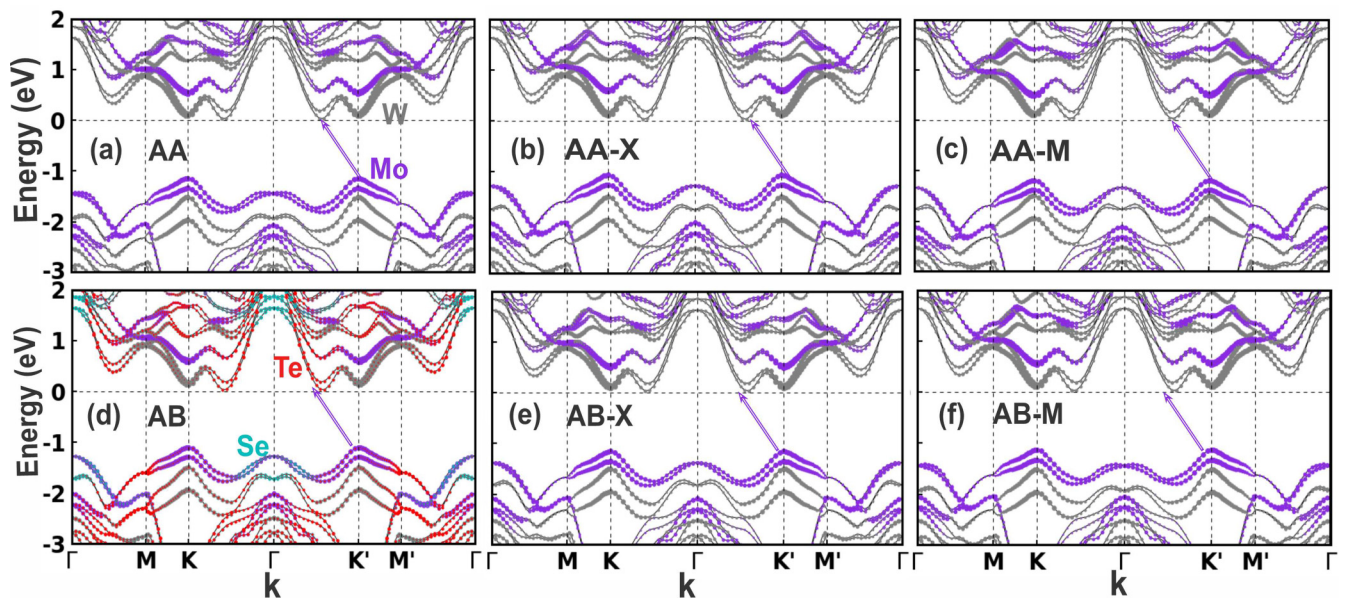 Energy (eV)
2
1
0
-1
-2
-3
(a) AA
W
Mo
(b) AA-X
(c) AA-M
Energy (eV)
2
1
0
-1
-2
-3
(d) AB
Te
Se
(e) AB-X
(f) AB-M
Γ M K Γ K' M' Γ M K Γ K' M' Γ M K Γ K' M' Γ
k k k